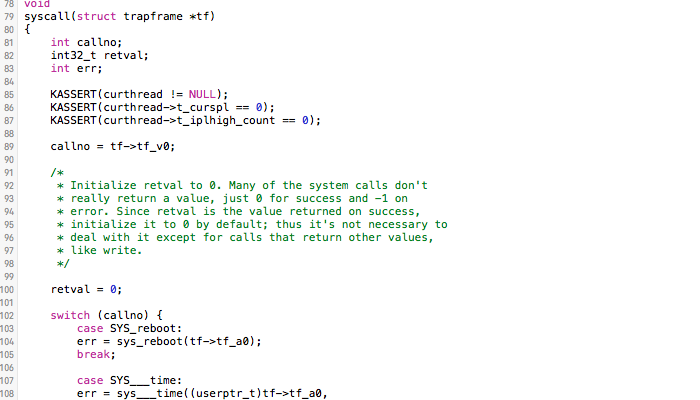 78 void
79 syscall(struct trapframe *tf)
80 {
81     int callno;
82     int32_t retval;
83     int err;
84
85     KASSERT(curthread != NULL);
86     KASSERT(curthread->t_curspl == 0);
87     KASSERT(curthread->t_iplhigh_count == 0);
88
89     callno = tf->tf_v0;
90
91     /*
92      * Initialize retval to 0. Many of the system calls don't
93      * really return a value, just 0 for success and -1 on
94      * error. Since retval is the value returned on success,
95      * initialize it to 0 by default; thus it's not necessary to
96      * deal with it except for calls that return other values,
97      * like write.
98      */
99
100     retval = 0;
101
102     switch (callno) {
103         case SYS_reboot:
104         err = sys_reboot(tf->tf_a0);
105         break;
106
107         case SYS___time:
108         err = sys___time((userptr_t)tf->tf_a0,